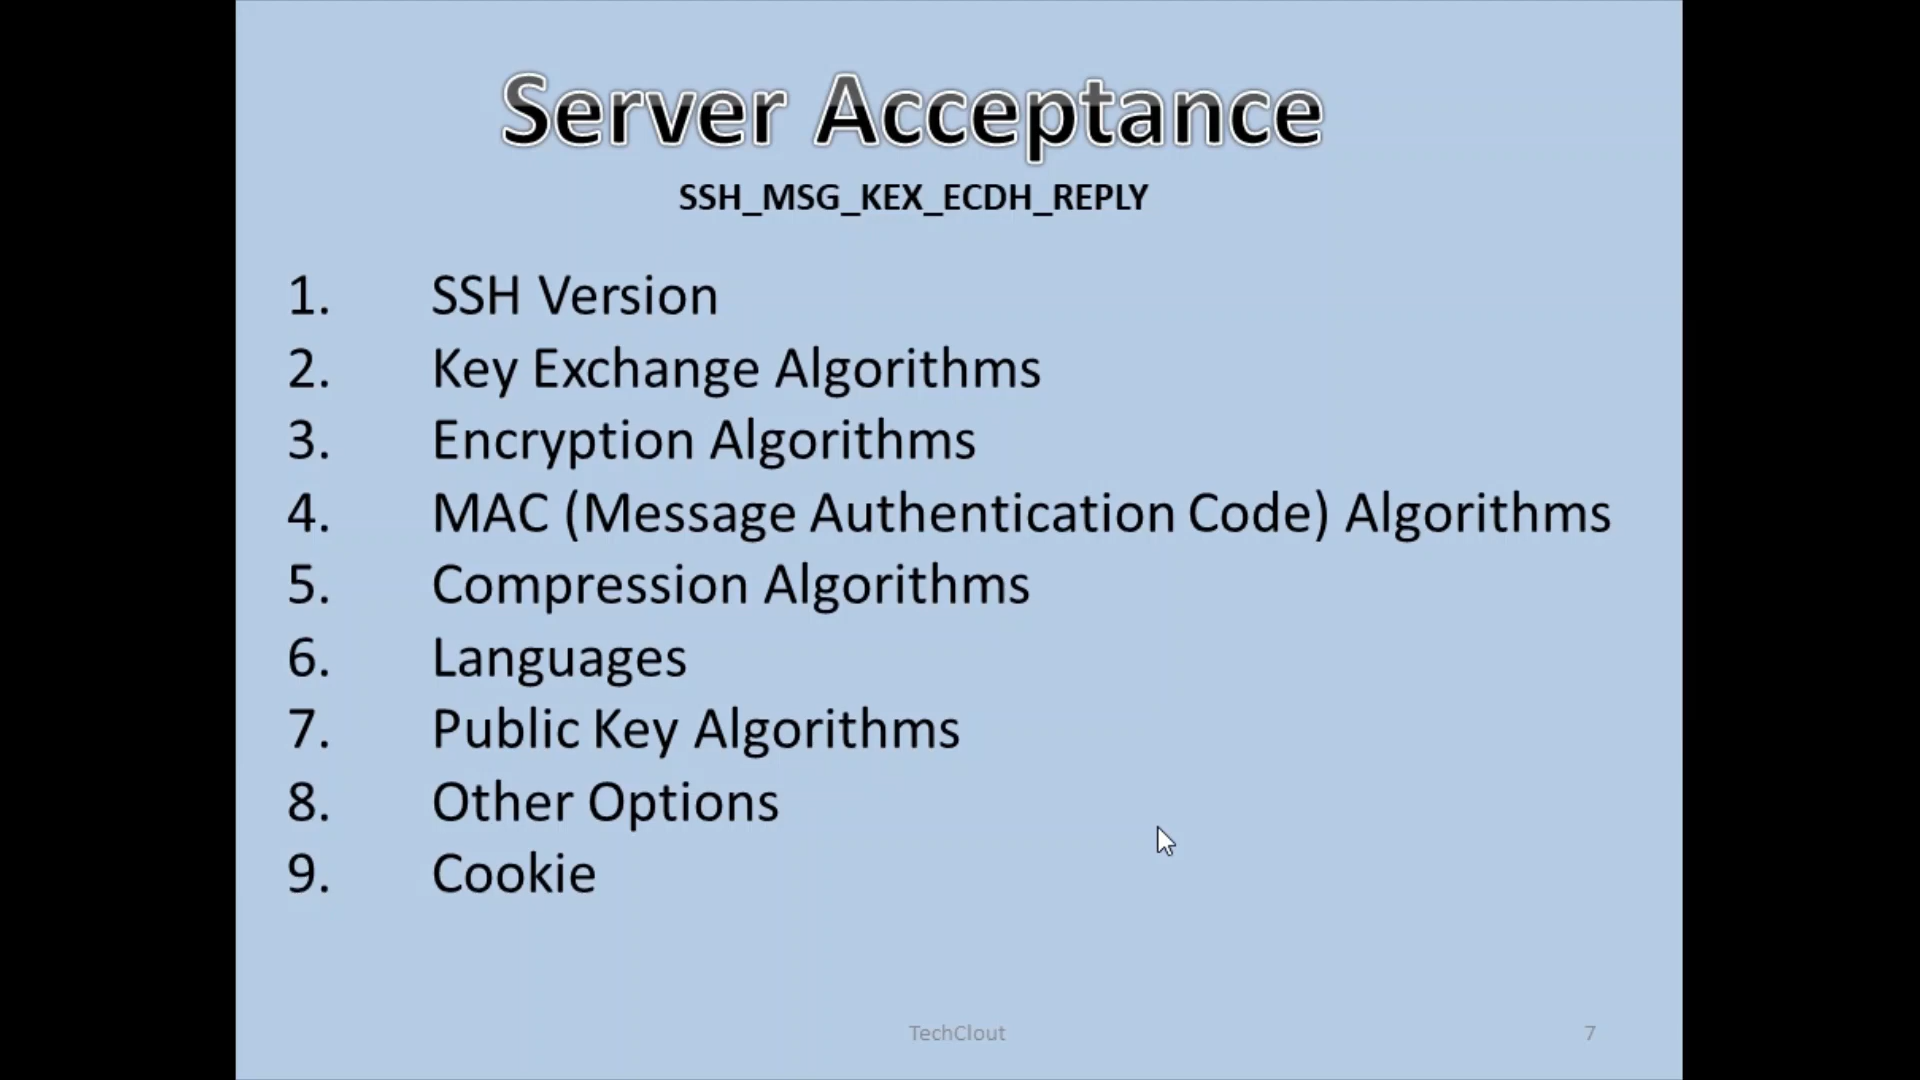 Server Acceptance
SSH_MSG_KEX_ECDH_REPLY
1. SSH Version
2. Key Exchange Algorithms
3. Encryption Algorithms
4. MAC (Message Authentication Code) Algorithms
5. Compression Algorithms
6. Languages
7. Public Key Algorithms
8. Other Options
9. Cookie
TechClout 7